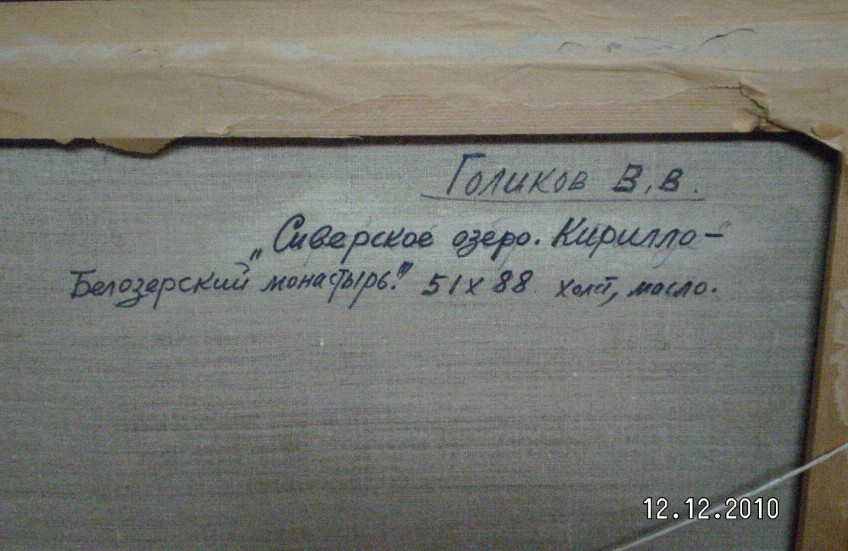 Голиков В.в.
„Сиверское озеро. Кирилло-
Белозерский монастырь." 51х88 холст, масло.
12.12.2010